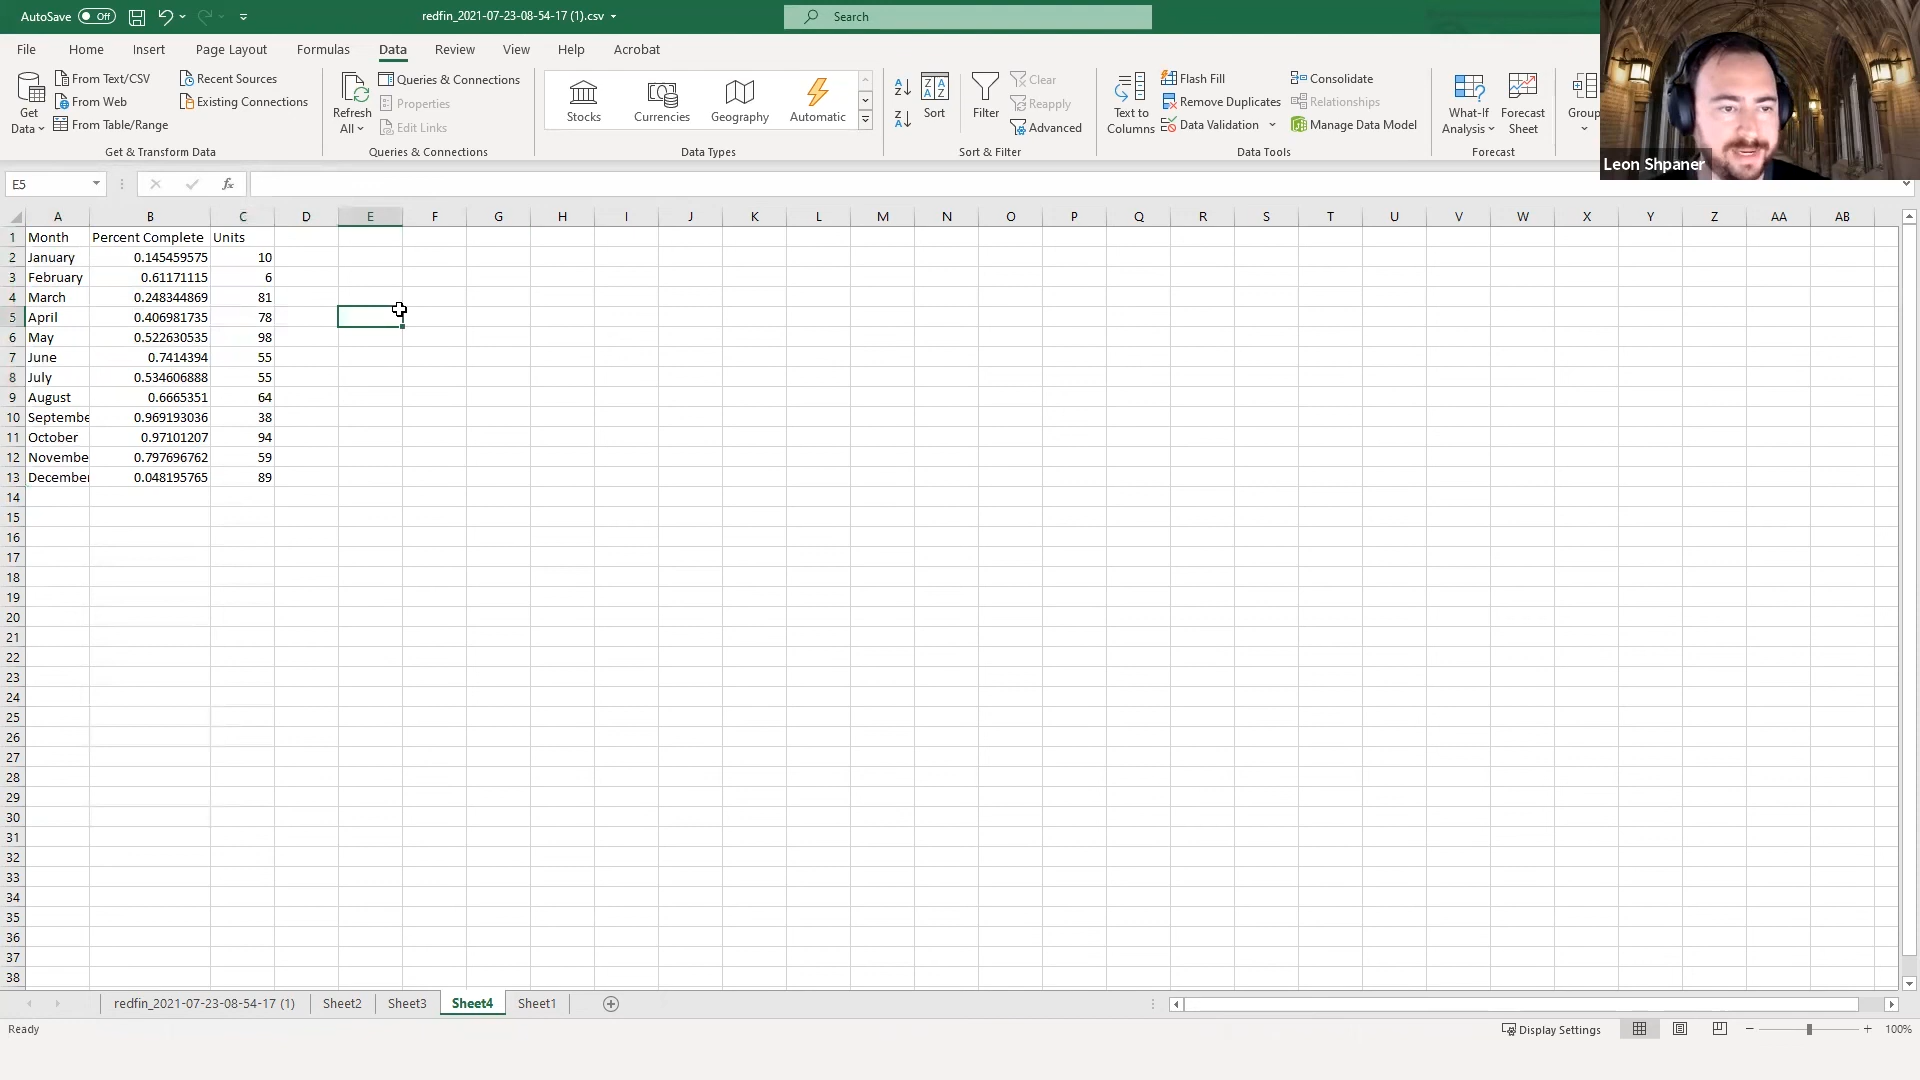 AutoSave Off redfin_2021-07-23-08-54-17 (1).csv Search
File Home Insert Page Layout Formulas Data Review View Help Acrobat
Get Data
From Text/CSV
From Web
From Table/Range
Recent Sources
Existing Connections
Get & Transform Data
Refresh All
Queries & Connections
Properties
Edit Links
Queries & Connections
Stocks Currencies Geography Automatic
Data Types
Sort
Filter
Clear
Reapply
Advanced
Sort & Filter
Text to Columns
Flash Fill
Remove Duplicates
Data Validation
Consolidate
Relationships
Manage Data Model
Data Tools
What-If Analysis
Forecast Sheet
Forecast
Group
Leon Shpaner
E5 fx
A B C D E F G H I J K L M N O P Q R S T U V W X Y Z AA AB
1 Month Percent Complete Units
2 January 0.145459575 10
3 February 0.61171115 6
4 March 0.248344869 81
5 April 0.406981735 78
6 May 0.522630535 98
7 June 0.7414394 55
8 July 0.534606888 55
9 August 0.6665351 64
10 Septembe 0.969193036 38
11 October 0.97101207 94
12 Novembe 0.797696762 59
13 December 0.048195765 89
14
15
16
17
18
19
20
21
22
23
24
25
26
27
28
29
30
31
32
33
34
35
36
37
38
redfin_2021-07-23-08-54-17 (1) Sheet2 Sheet3 Sheet4 Sheet1
Ready Display Settings 100%